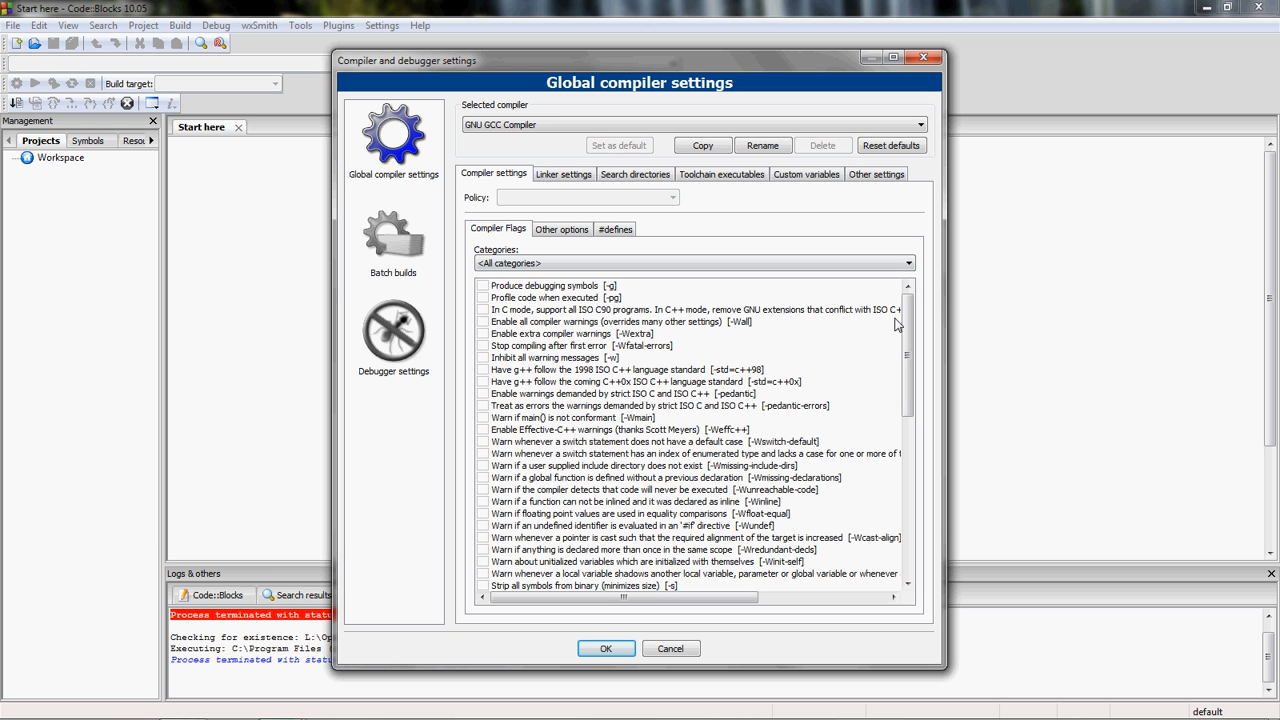 Start here - Code::Blocks 10.05
File Edit View Search Project Build Debug wxSmith Tools Plugins Settings Help
Build target:
Management
Projects Symbols
Workspace
Start here
Compiler and debugger settings
Global compiler settings
Global compiler settings
Batch builds
Debugger settings
Selected compiler
GNU GCC Compiler
Set as default Copy Rename Delete Reset defaults
Compiler settings Linker settings Search directories Toolchain executables Custom variables Other settings
Policy:
Compiler Flags Other options #defines
Categories:
<All categories>
Produce debugging symbols [-g]
Profile code when executed [-pg]
In C mode, support all ISO C90 programs. In C++ mode, remove GNU extensions that conflict with ISO C+
Enable all compiler warnings (overrides many other settings) [-Wall]
Enable extra compiler warnings [-Wextra]
Stop compiling after first error [-Wfatal-errors]
Inhibit all warning messages [-w]
Have g++ follow the 1998 ISO C++ language standard [-std=c++98]
Have g++ follow the coming C++0x ISO C++ language standard [-std=c++0x]
Enable warnings demanded by strict ISO C and ISO C++ [-pedantic]
Treat as errors the warnings demanded by strict ISO C and ISO C++ [-pedantic-errors]
Warn if main() is not conformant [-Wmain]
Enable Effective-C++ warnings (thanks Scott Meyers) [-Weffc++]
Warn whenever a switch statement does not have a default case [-Wswitch-default]
Warn whenever a switch statement has an index of enumerated type and lacks a case for one or more of t
Warn if a user supplied include directory does not exist [-Wmissing-include-dirs]
Warn if a global function is defined without a previous declaration [-Wmissing-declarations]
Warn if the compiler detects that code will never be executed [-Wunreachable-code]
Warn if a function can not be inlined and it was declared as inline [-Winline]
Warn if floating point values are used in equality comparisons [-Wfloat-equal]
Warn if an undefined identifier is evaluated in an '#if' directive [-Wundef]
Warn whenever a pointer is cast such that the required alignment of the target is increased [-Wcast-align]
Warn if anything is declared more than once in the same scope [-Wredundant-decls]
Warn about unitialized variables which are initialized with themselves [-Winit-self]
Warn whenever a local variable shadows another local variable, parameter or global variable or whenever
Strip all symbols from binary (minimizes size) [-s]
OK Cancel
Logs & others
Code::Blocks Search results
Process terminated with statu
Checking for existence: L:\Op
Executing: C:\Program Files
Process terminated with statu
default